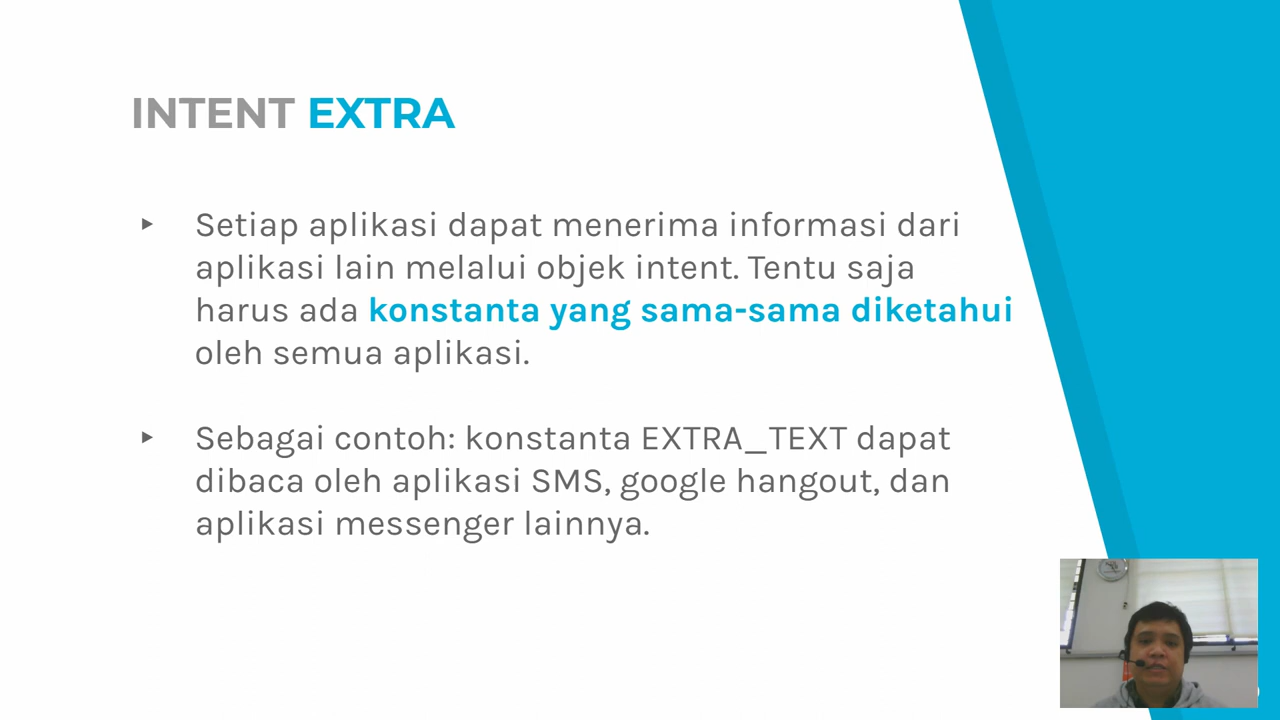 INTENT EXTRA
Setiap aplikasi dapat menerima informasi dari
aplikasi lain melalui objek intent. Tentu saja
harus ada konstanta yang sama-sama diketahui
oleh semua aplikasi.
Sebagai contoh: konstanta EXTRA_TEXT dapat
dibaca oleh aplikasi SMS, google hangout, dan
aplikasi messenger lainnya.